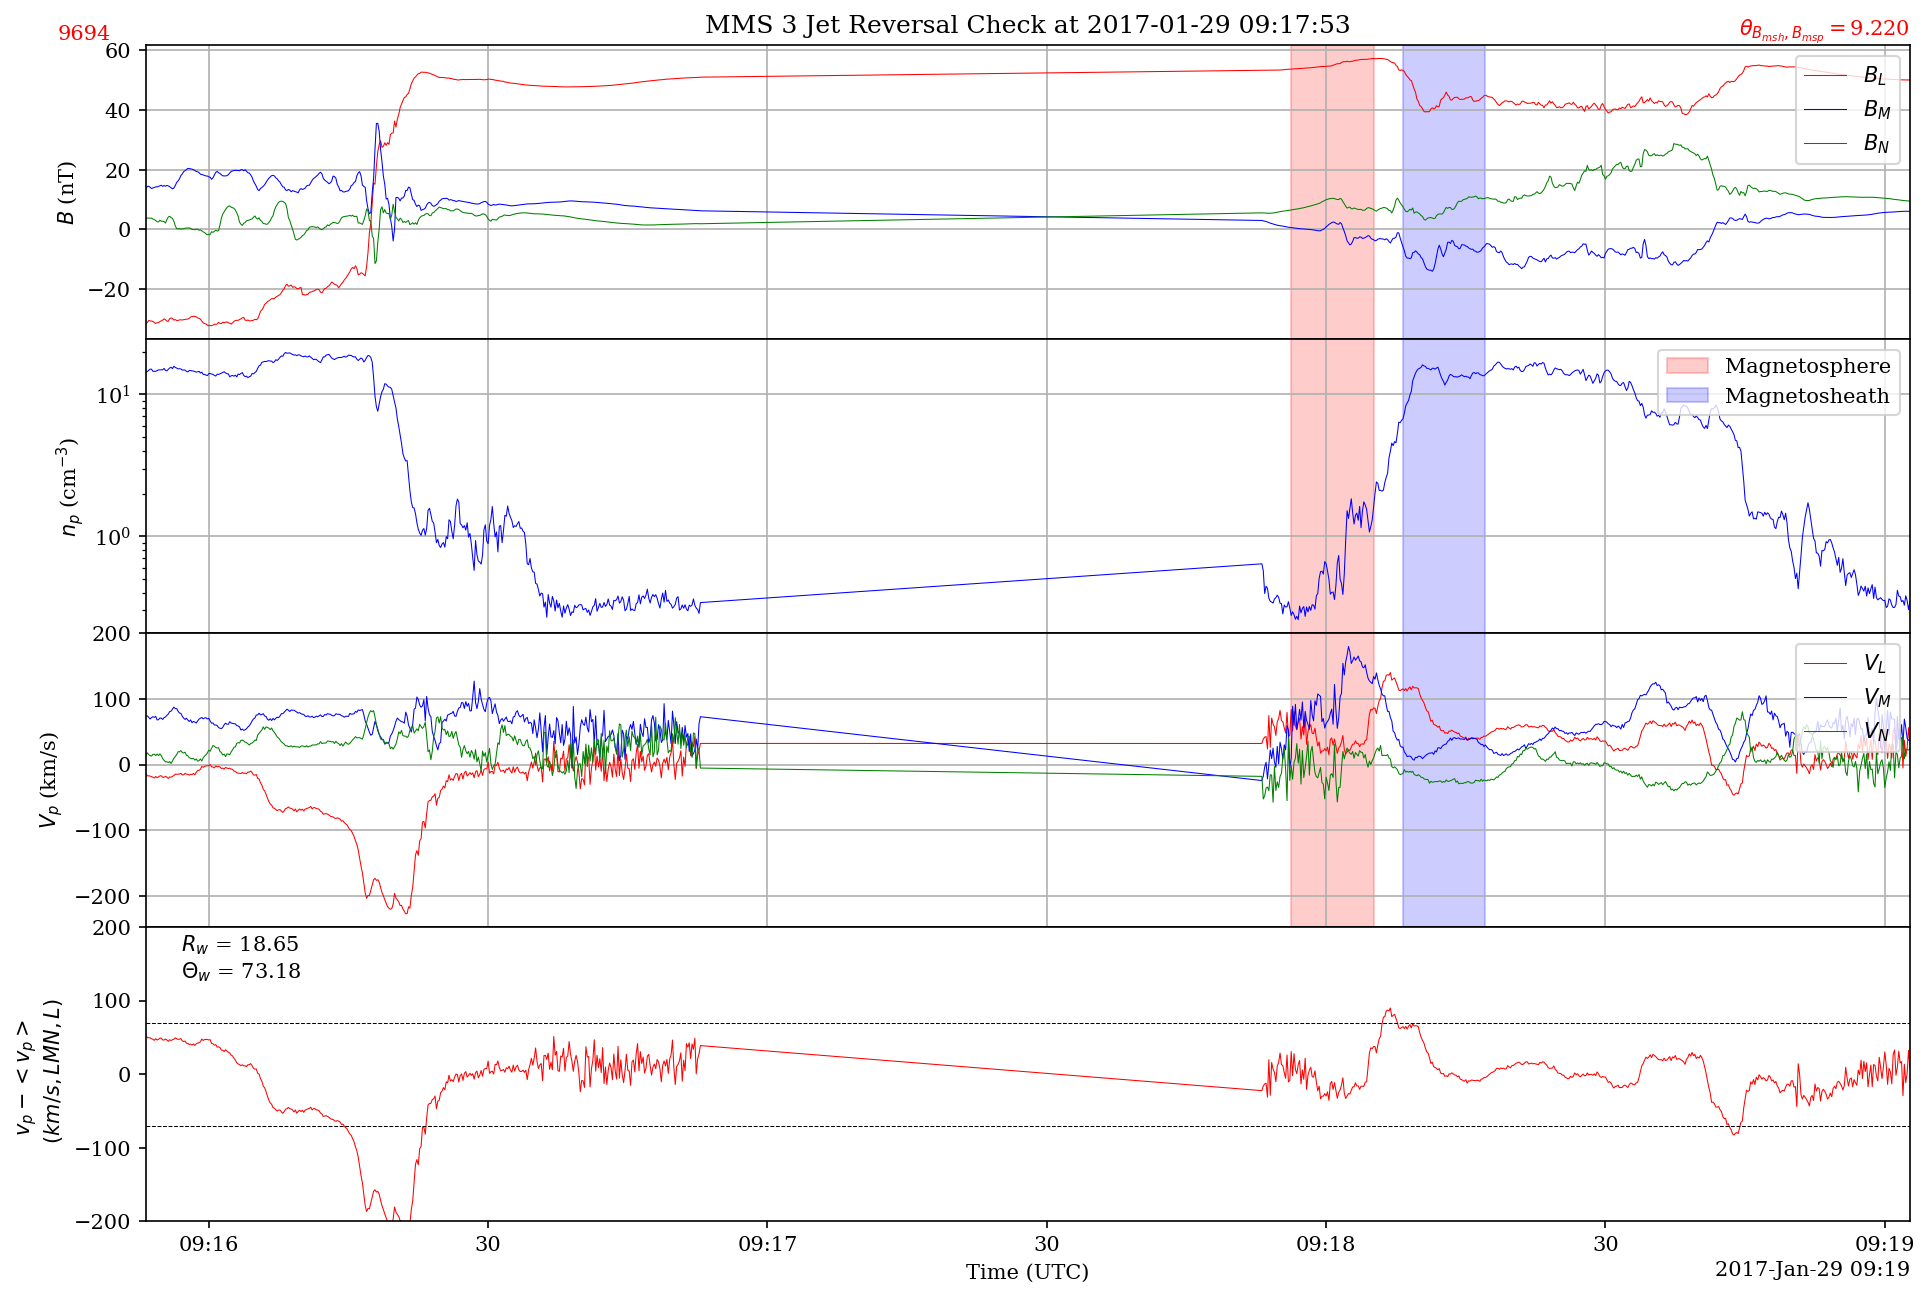 MMS 3 Jet Reversal Check at 2017-01-29 09:17:53
9694
θ_{B_{msh}, B_{msp}} = 9.220
60
40
20
0
−20
B (nT)
B_L
B_M
B_N
10^1
10^0
n_p (cm^{−3})
Magnetosphere
Magnetosheath
200
100
0
−100
−200
V_p (km/s)
V_L
V_M
V_N
200
100
0
−100
−200
v_p − < v_p >
(km/s, LMN, L)
R_w = 18.65
Θ_w = 73.18
09:16
30
09:17
30
09:18
30
09:19
Time (UTC)
2017-Jan-29 09:19